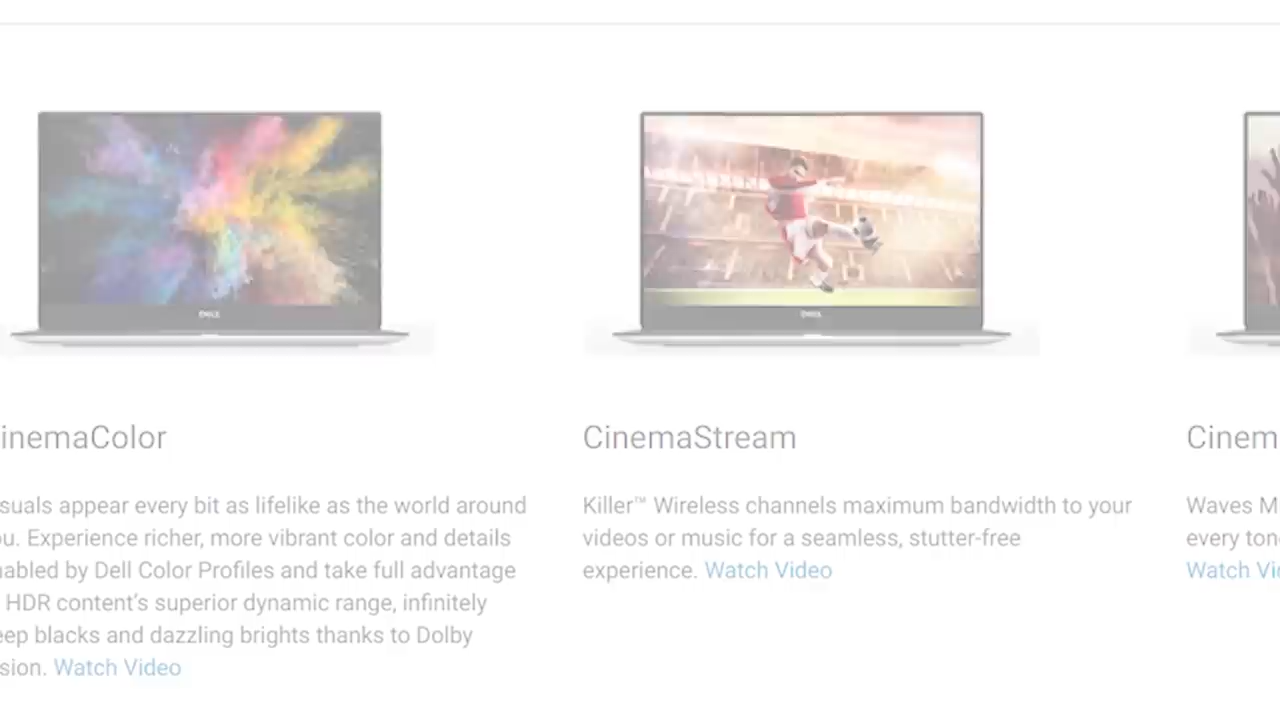 DELL
DELL
inemaColor
suals appear every bit as lifelike as the world around
ou. Experience richer, more vibrant color and details
nabled by Dell Color Profiles and take full advantage
HDR content's superior dynamic range, infinitely
eep blacks and dazzling brights thanks to Dolby
sion. Watch Video
CinemaStream
Killer™ Wireless channels maximum bandwidth to your
videos or music for a seamless, stutter-free
experience. Watch Video
Cinem
Waves M
every ton
Watch Vid